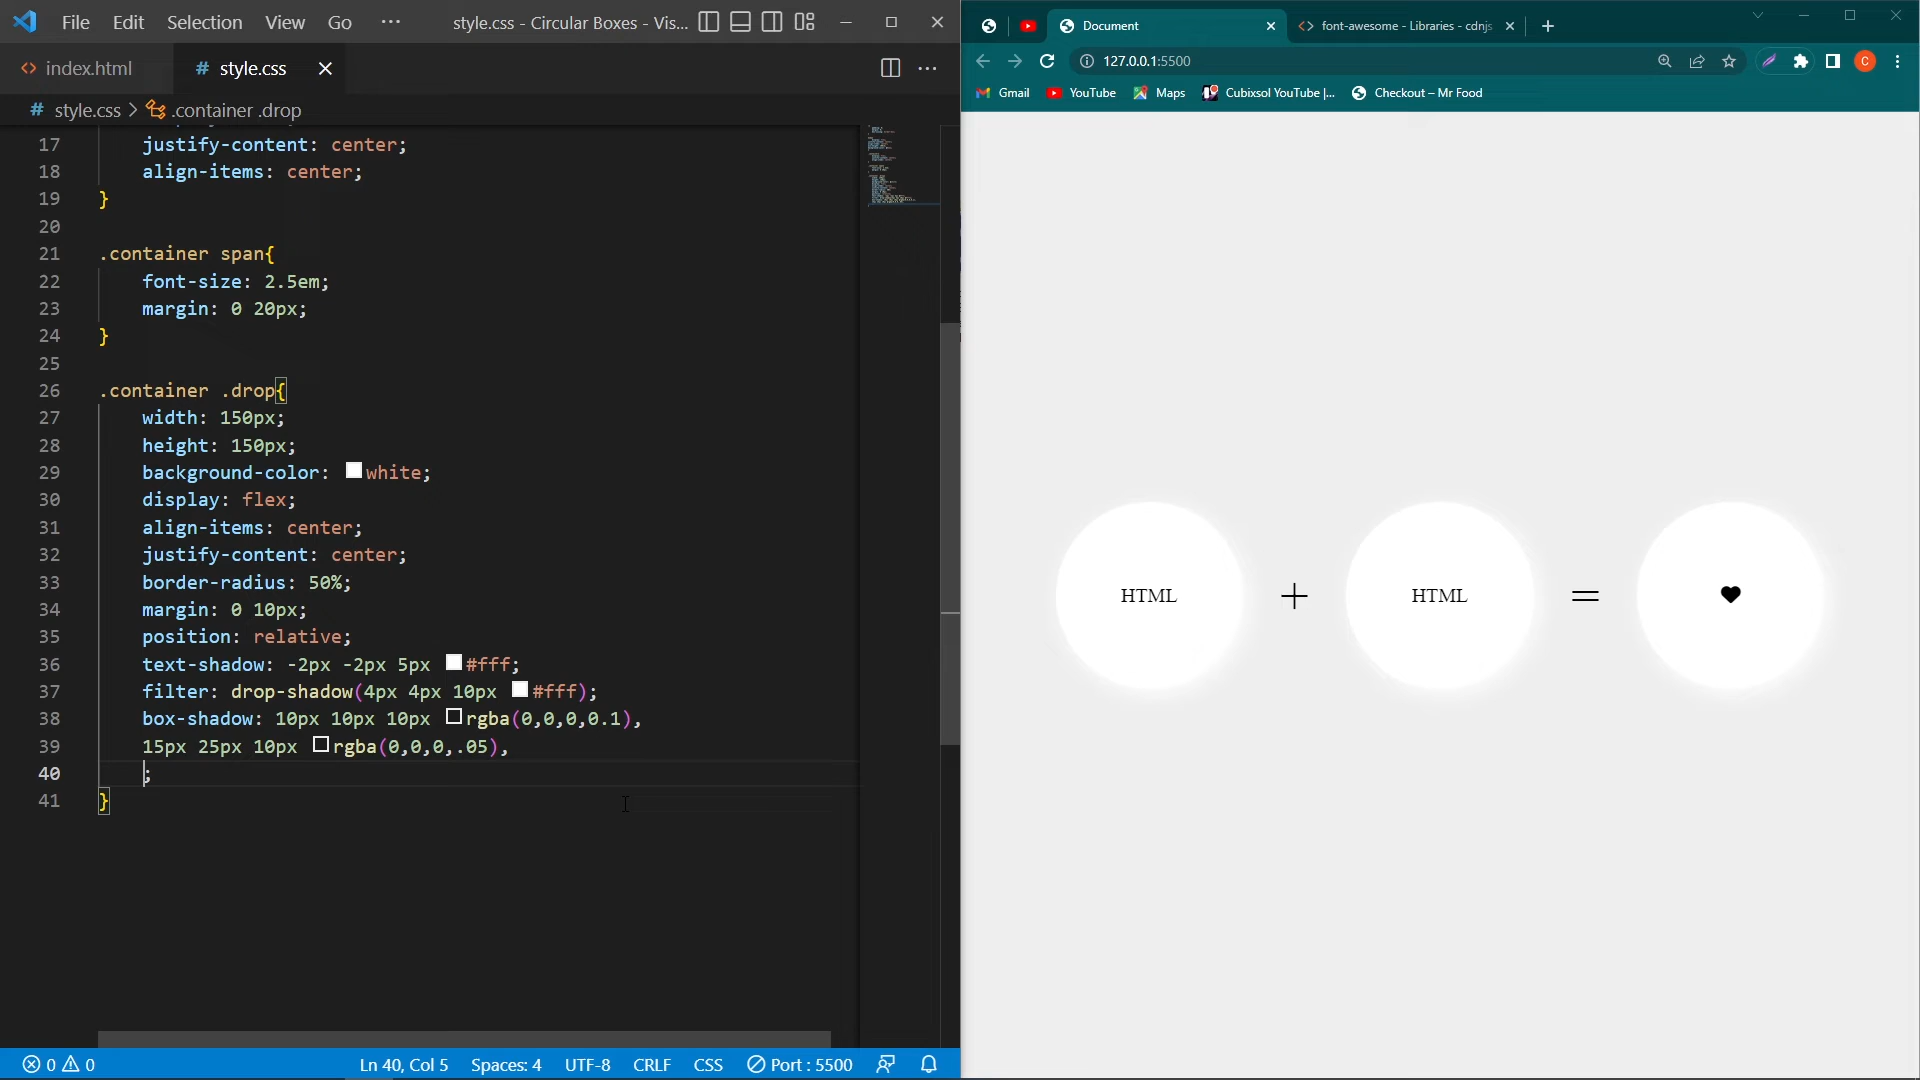 File Edit Selection View Go ··· style.css - Circular Boxes - Vis...
index.html # style.css
# style.css > .container .drop
17 justify-content: center;
18 align-items: center;
19 }
20
21 .container span{
22 font-size: 2.5em;
23 margin: 0 20px;
24 }
25
26 .container .drop{
27 width: 150px;
28 height: 150px;
29 background-color: white;
30 display: flex;
31 align-items: center;
32 justify-content: center;
33 border-radius: 50%;
34 margin: 0 10px;
35 position: relative;
36 text-shadow: -2px -2px 5px #fff;
37 filter: drop-shadow(4px 4px 10px #fff);
38 box-shadow: 10px 10px 10px rgba(0,0,0,0.1),
39 15px 25px 10px rgba(0,0,0,.05),
40 ;
41 }
0 0 Ln 40, Col 5 Spaces: 4 UTF-8 CRLF CSS Port : 5500
Document font-awesome - Libraries - cdnjs
127.0.0.1:5500 C
Gmail YouTube Maps Cubixsol YouTube |... Checkout – Mr Food
HTML + HTML =